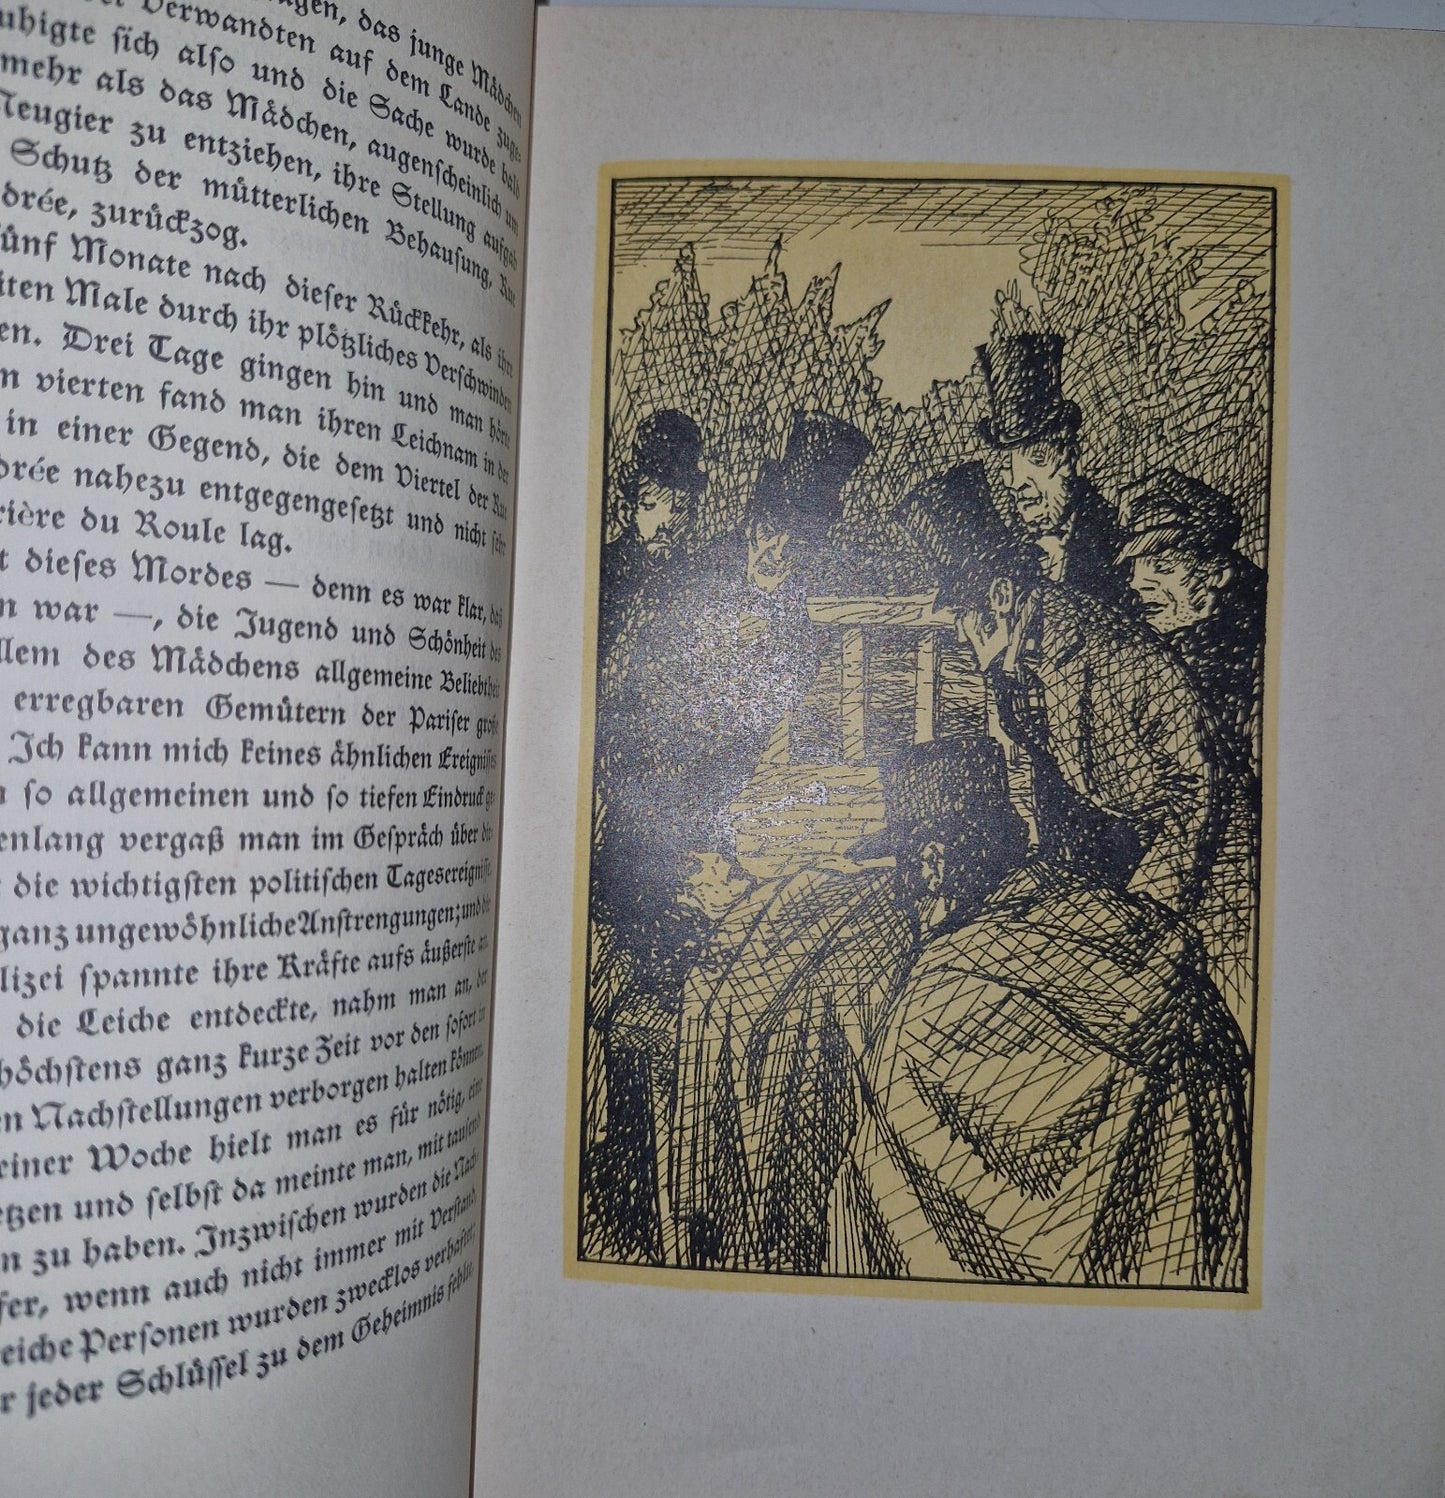 das junge Mädchen
Verwandten auf dem Lande zuge-
uhigte sich also und die Sache wurde bald
mehr als das Mädchen, augenscheinlich um
Neugier zu entziehen, ihre Stellung aufgab
Schutz der mütterlichen Behausung, Rue
drée, zurückzog.
ünf Monate nach dieser Rückkehr, als ihre
iten Male durch ihr plötzliches Verschwinden
en. Drei Tage gingen hin und man hörte
n vierten fand man ihren Leichnam in der
in einer Gegend, die dem Viertel der Rue
drée nahezu entgegengesetzt und nicht sehr
rière du Roule lag.
t dieses Mordes — denn es war klar, daß
n war —, die Jugend und Schönheit des
llem des Mädchens allgemeine Beliebtheit
erregbaren Gemütern der Pariser große
Ich kann mich keines ähnlichen Ereignisses
so allgemeinen und so tiefen Eindruck ge-
enlang vergaß man im Gespräch über die-
die wichtigsten politischen Tagesereignisse.
ganz ungewöhnliche Anstrengungen; und die
lizei spannte ihre Kräfte aufs äußerste an.
die Leiche entdeckte, nahm man an, der
höchstens ganz kurze Zeit vor den sofort in
en Nachstellungen verborgen halten können.
einer Woche hielt man es für nötig, eine
etzen und selbst da meinte man, mit tausend
n zu haben. Inzwischen wurden die Nach-
fer, wenn auch nicht immer mit Verstand
eiche Personen wurden zwecklos verhaftet;
r jeder Schlüssel zu dem Geheimnis fehlte.